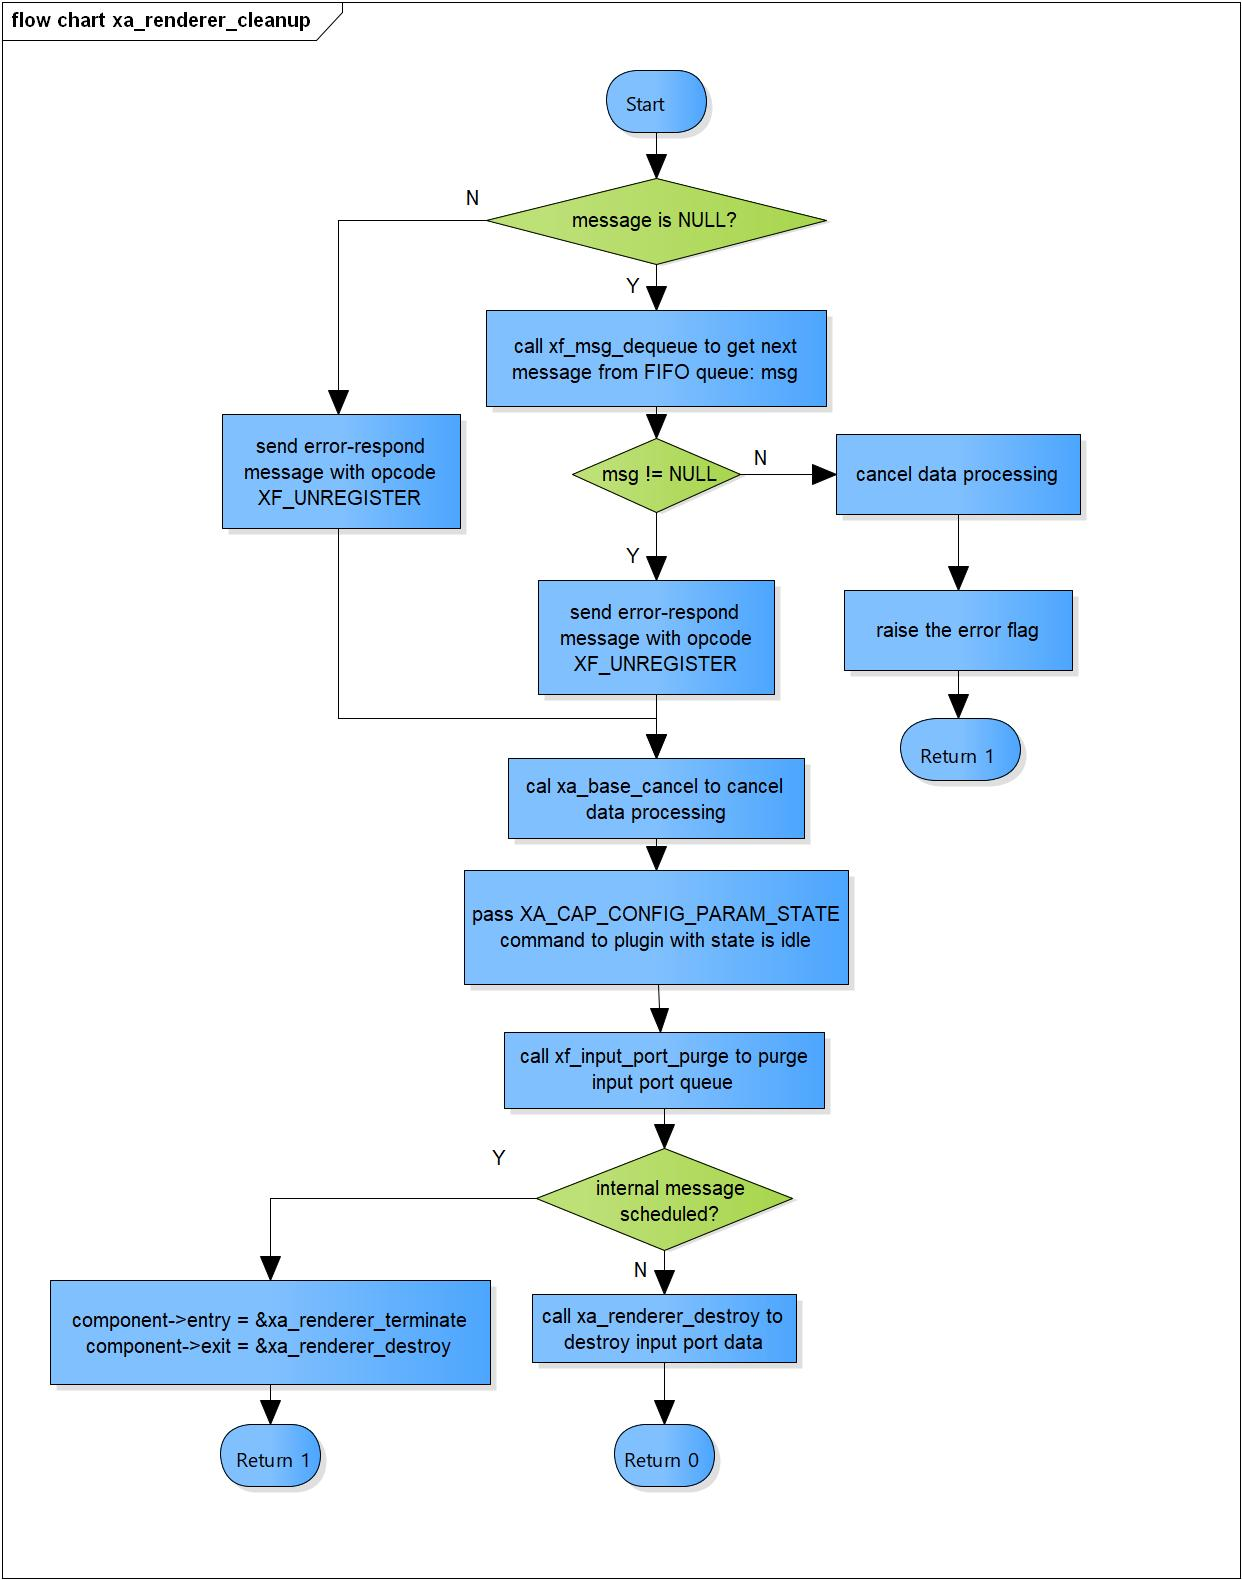 flow chart xa_renderer_cleanup
Start
message is NULL?
N
Y
call xf_msg_dequeue to get next
message from FIFO queue: msg
send error-respond
message with opcode
XF_UNREGISTER
msg != NULL
N
cancel data processing
Y
send error-respond
message with opcode
XF_UNREGISTER
raise the error flag
Return 1
cal xa_base_cancel to cancel
data processing
pass XA_CAP_CONFIG_PARAM_STATE
command to plugin with state is idle
call xf_input_port_purge to purge
input port queue
Y
internal message
scheduled?
N
component->entry = &xa_renderer_terminate
component->exit = &xa_renderer_destroy
call xa_renderer_destroy to
destroy input port data
Return 1
Return 0